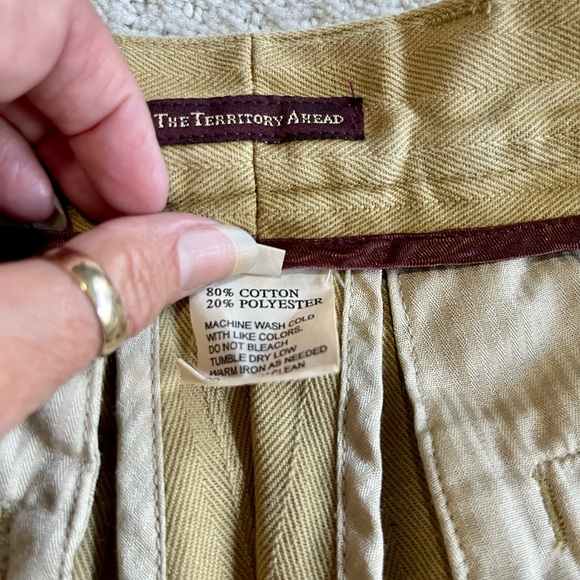 THE TERRITORY AHEAD
80% COTTON
20% POLYESTER
MACHINE WASH COLD
WITH LIKE COLORS.
DO NOT BLEACH
TUMBLE DRY LOW
WARM IRON AS NEEDED
CLEAN